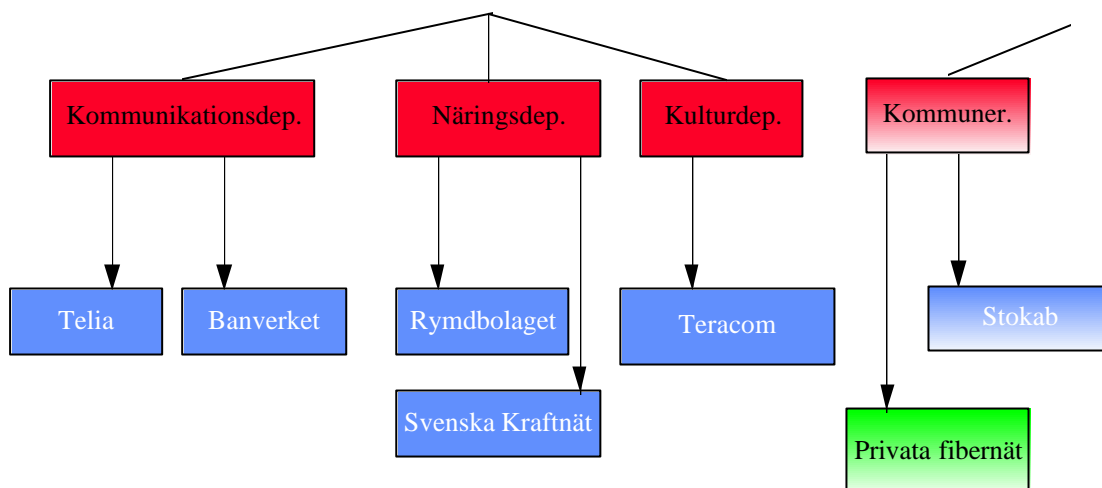 Kommunikationsdep.
Näringsdep.
Kulturdep.
Kommuner.
Telia
Banverket
Rymdbolaget
Teracom
Stokab
Svenska Kraftnät
Privata fibernät